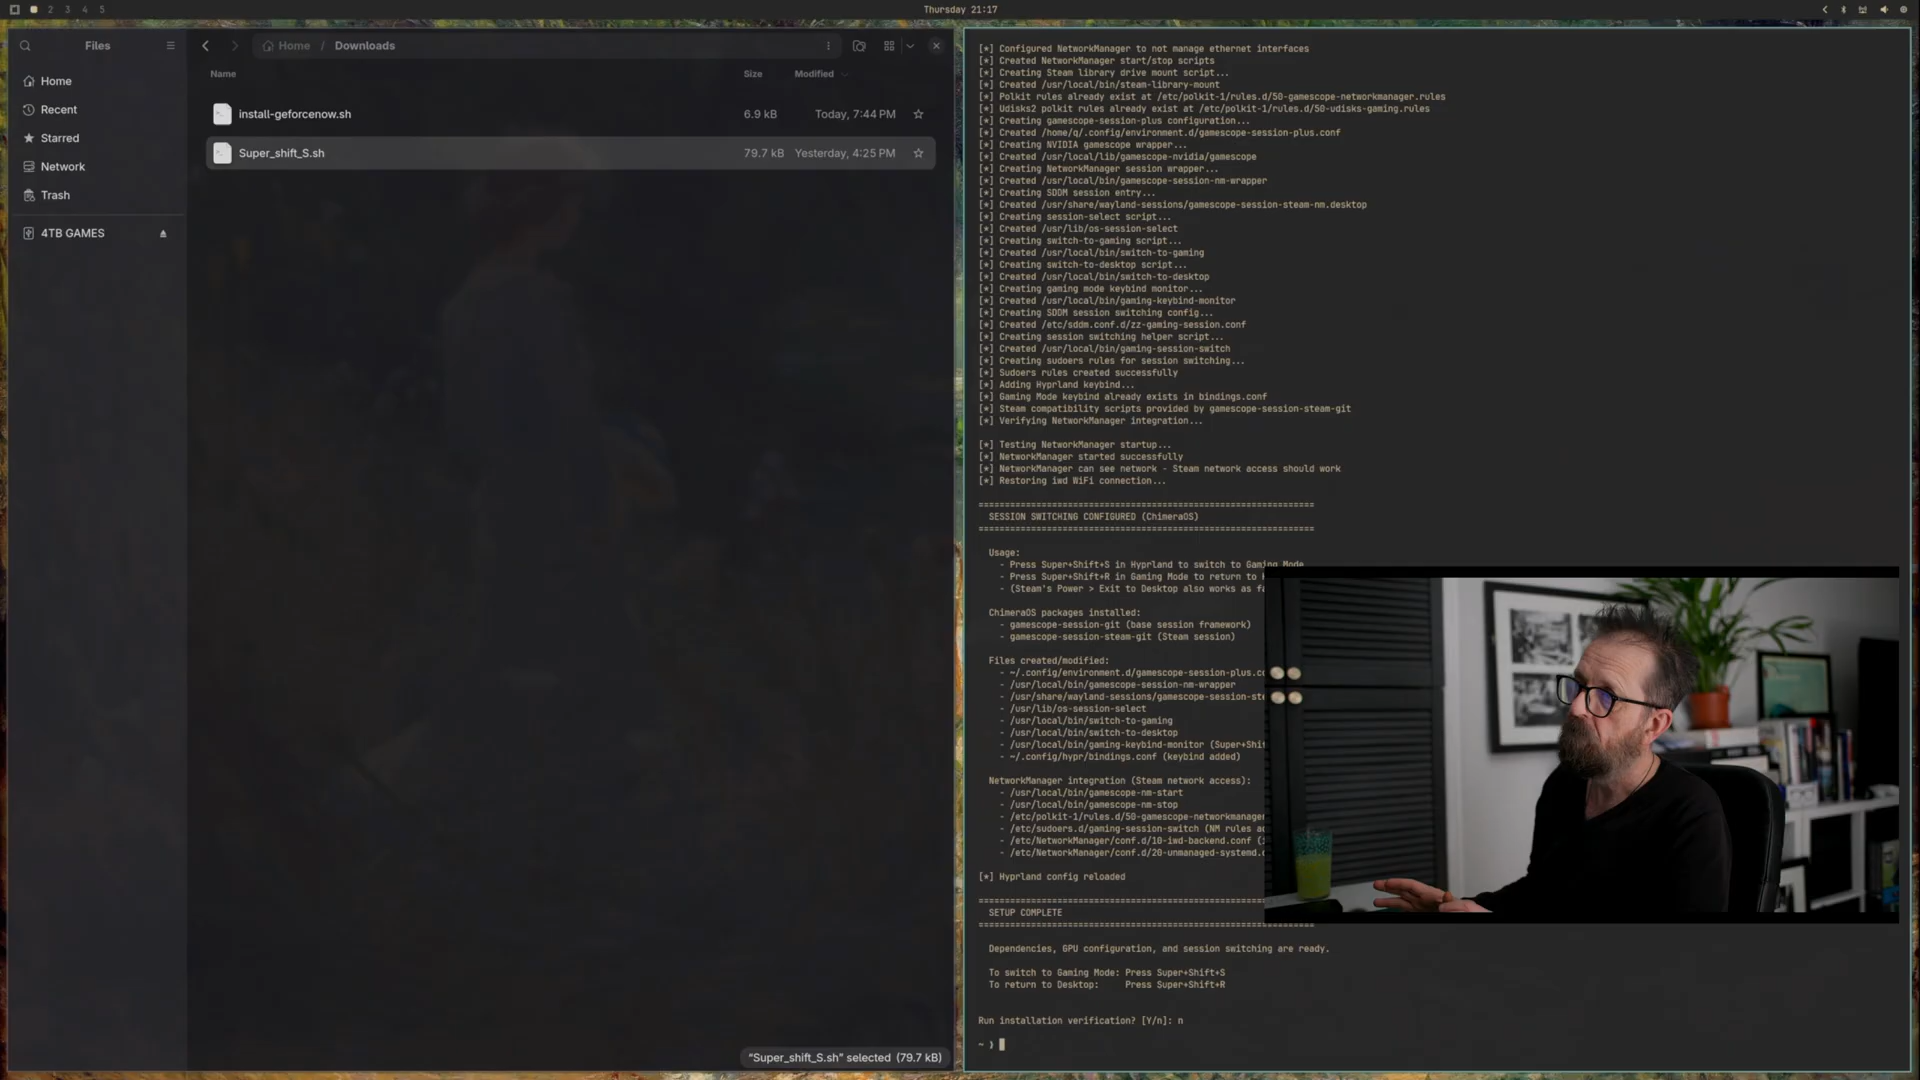 2 3 4 5
Thursday 21:17
Files
Home / Downloads
Home
Recent
Starred
Network
Trash
4TB GAMES
Name Size Modified
install-geforcenow.sh 6.9 kB Today, 7:44 PM
Super_shift_S.sh 79.7 kB Yesterday, 4:25 PM
"Super_shift_S.sh" selected (79.7 kB)
[*] Configured NetworkManager to not manage ethernet interfaces
[*] Created NetworkManager start/stop scripts
[*] Creating Steam library drive mount script...
[*] Created /usr/local/bin/steam-library-mount
[*] Polkit rules already exist at /etc/polkit-1/rules.d/50-gamescope-networkmanager.rules
[*] Udisks2 polkit rules already exist at /etc/polkit-1/rules.d/50-udisks-gaming.rules
[*] Creating gamescope-session-plus configuration...
[*] Created /home/q/.config/environment.d/gamescope-session-plus.conf
[*] Creating NVIDIA gamescope wrapper...
[*] Created /usr/local/lib/gamescope-nvidia/gamescope
[*] Creating NetworkManager session wrapper...
[*] Created /usr/local/bin/gamescope-session-nm-wrapper
[*] Creating SDDM session entry...
[*] Created /usr/share/wayland-sessions/gamescope-session-steam-nm.desktop
[*] Creating session-select script...
[*] Created /usr/lib/os-session-select
[*] Creating switch-to-gaming script...
[*] Created /usr/local/bin/switch-to-gaming
[*] Creating switch-to-desktop script...
[*] Created /usr/local/bin/switch-to-desktop
[*] Creating gaming mode keybind monitor...
[*] Created /usr/local/bin/gaming-keybind-monitor
[*] Creating SDDM session switching config...
[*] Created /etc/sddm.conf.d/zz-gaming-session.conf
[*] Creating session switching helper script...
[*] Created /usr/local/bin/gaming-session-switch
[*] Creating sudoers rules for session switching...
[*] Sudoers rules created successfully
[*] Adding Hyprland keybind...
[*] Gaming Mode keybind already exists in bindings.conf
[*] Steam compatibility scripts provided by gamescope-session-steam-git
[*] Verifying NetworkManager integration...
[*] Testing NetworkManager startup...
[*] NetworkManager started successfully
[*] NetworkManager can see network - Steam network access should work
[*] Restoring iwd WiFi connection...
================================================================
SESSION SWITCHING CONFIGURED (ChimeraOS)
================================================================
Usage:
- Press Super+Shift+S in Hyprland to switch to Gaming Mode
- Press Super+Shift+R in Gaming Mode to return to
- (Steam's Power > Exit to Desktop also works as
ChimeraOS packages installed:
- gamescope-session-git (base session framework)
- gamescope-session-steam-git (Steam session)
Files created/modified:
- ~/.config/environment.d/gamescope-session-plus.co
- /usr/local/bin/gamescope-session-nm-wrapper
- /usr/share/wayland-sessions/gamescope-session-ste
- /usr/lib/os-session-select
- /usr/local/bin/switch-to-gaming
- /usr/local/bin/switch-to-desktop
- /usr/local/bin/gaming-keybind-monitor (Super+Shif
- ~/.config/hypr/bindings.conf (keybind added)
NetworkManager integration (Steam network access):
- /usr/local/bin/gamescope-nm-start
- /usr/local/bin/gamescope-nm-stop
- /etc/polkit-1/rules.d/50-gamescope-networkmanager
- /etc/sudoers.d/gaming-session-switch (NM rules
- /etc/NetworkManager/conf.d/10-iwd-backend.conf
- /etc/NetworkManager/conf.d/20-unmanaged-systemd.
[*] Hyprland config reloaded
================================================================
SETUP COMPLETE
================================================================
Dependencies, GPU configuration, and session switching are ready.
To switch to Gaming Mode: Press Super+Shift+S
To return to Desktop: Press Super+Shift+R
Run installation verification? [Y/n]: n
~ ❯